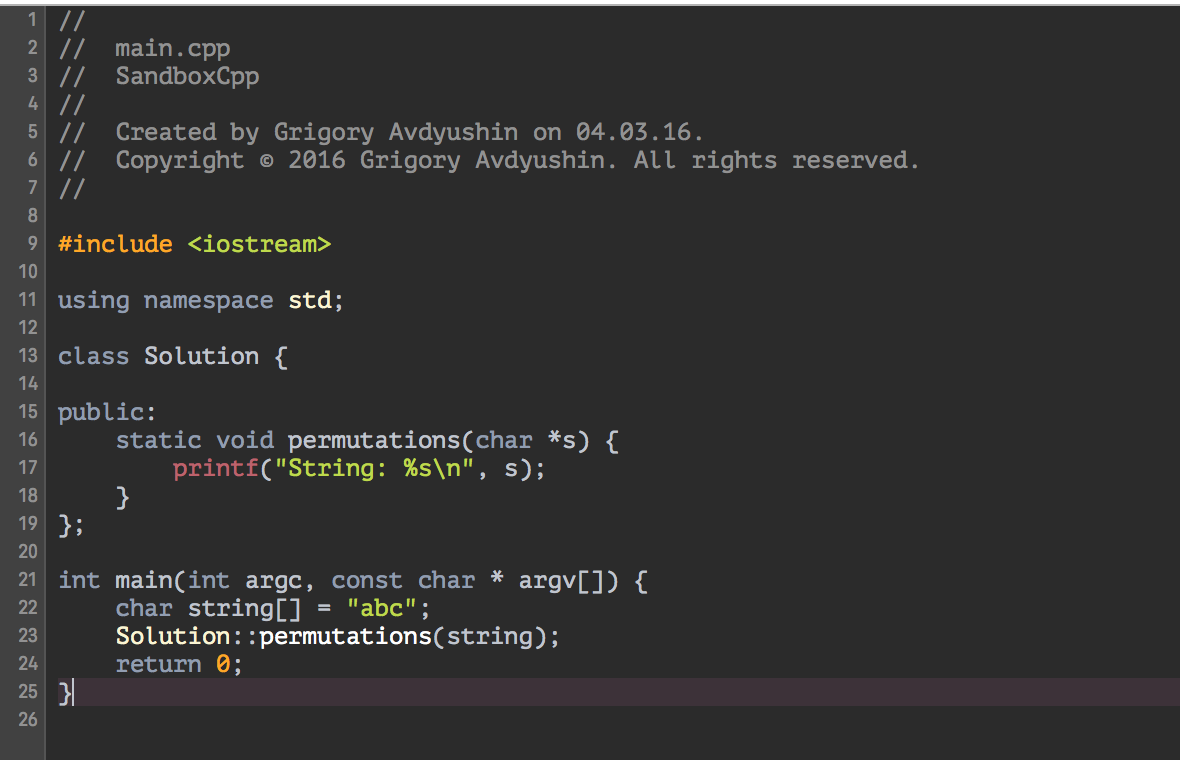 1 //
2 //  main.cpp
3 //  SandboxCpp
4 //
5 //  Created by Grigory Avdyushin on 04.03.16.
6 //  Copyright © 2016 Grigory Avdyushin. All rights reserved.
7 //
8
9 #include <iostream>
10
11 using namespace std;
12
13 class Solution {
14
15 public:
16     static void permutations(char *s) {
17         printf("String: %s\n", s);
18     }
19 };
20
21 int main(int argc, const char * argv[]) {
22     char string[] = "abc";
23     Solution::permutations(string);
24     return 0;
25 }
26